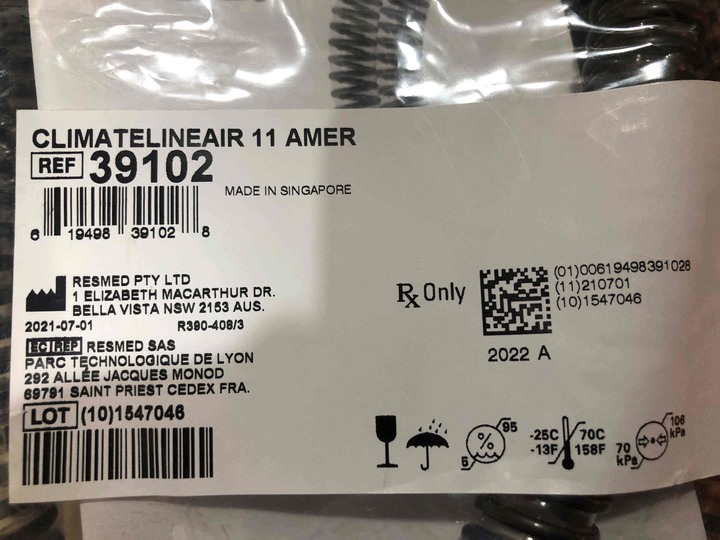 CLIMATELINEAIR 11 AMER
REF 39102
MADE IN SINGAPORE
6 19498 39102 8
RESMED PTY LTD
1 ELIZABETH MACARTHUR DR.
BELLA VISTA NSW 2153 AUS.
2021-07-01 R390-408/3
EC REP RESMED SAS
PARC TECHNOLOGIQUE DE LYON
292 ALLÉE JACQUES MONOD
69791 SAINT PRIEST CEDEX FRA.
LOT (10)1547046
Rx Only
(01)00619498391028
(11)210701
(10)1547046
2022 A
% 95
5
-25C 70C
-13F 158F
106 kPa
70 kPa